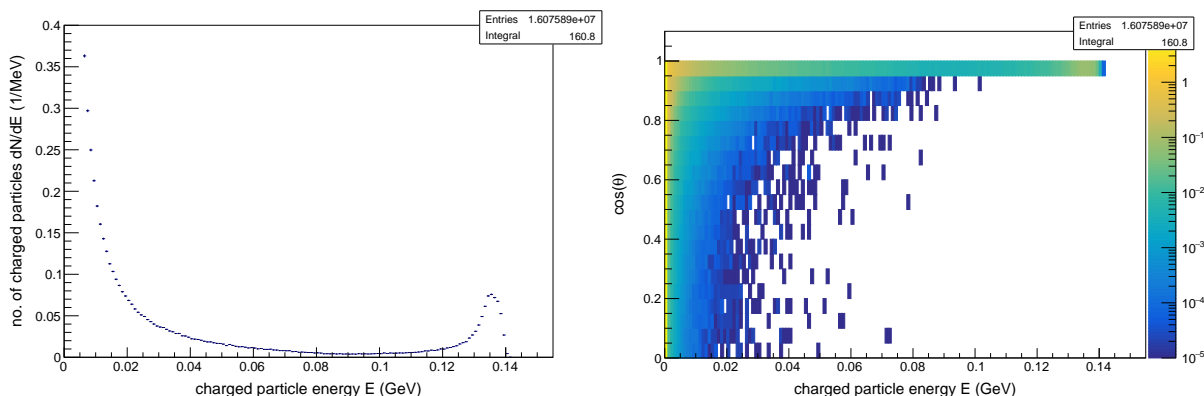 Entries 1.607589e+07
Integral 160.8
no. of charged particles dN/dE (1/MeV)
0.4
0.35
0.3
0.25
0.2
0.15
0.1
0.05
0
0 0.02 0.04 0.06 0.08 0.1 0.12 0.14
charged particle energy E (GeV)
Entries 1.607589e+07
Integral 160.8
cos(θ)
1
0.8
0.6
0.4
0.2
0
0 0.02 0.04 0.06 0.08 0.1 0.12 0.14
charged particle energy E (GeV)
1
10⁻¹
10⁻²
10⁻³
10⁻⁴
10⁻⁵